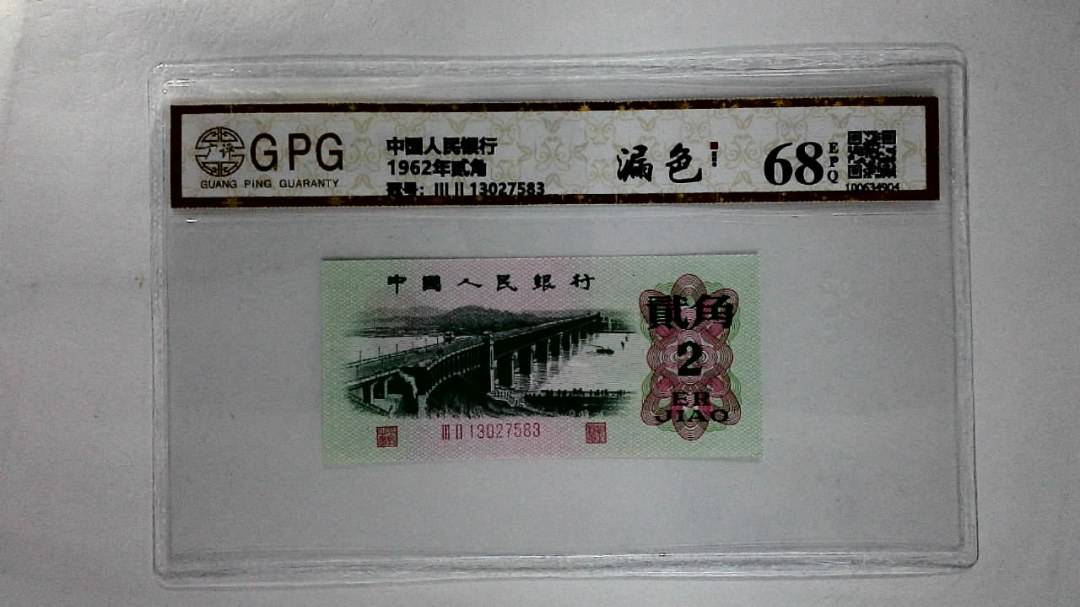 广评
GPG
GUANG PING GUARANTY
中国人民银行
1962年贰角
冠号: III II 13027583
漏色
68
EPQ
100634904
中國人民銀行
貳角
2
ER
JIAO
III II 13027583